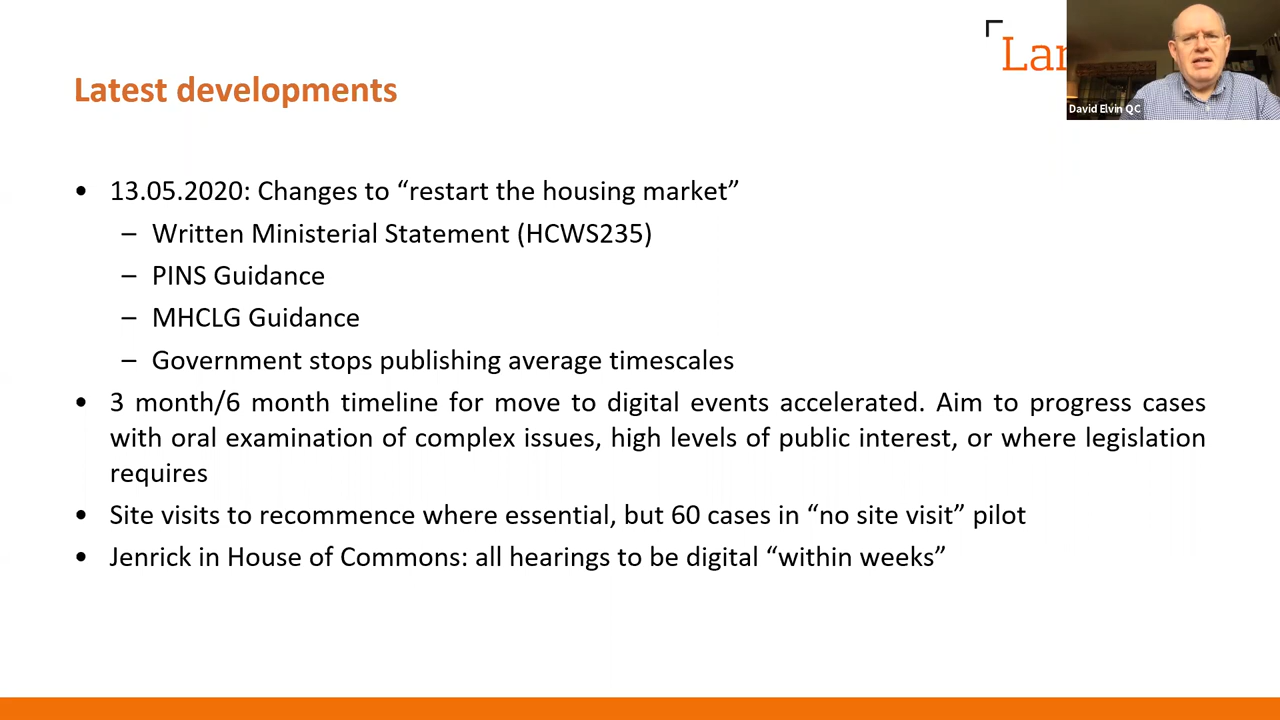 Lar
David Elvin QC
Latest developments
• 13.05.2020: Changes to “restart the housing market”
– Written Ministerial Statement (HCWS235)
– PINS Guidance
– MHCLG Guidance
– Government stops publishing average timescales
• 3 month/6 month timeline for move to digital events accelerated. Aim to progress cases
with oral examination of complex issues, high levels of public interest, or where legislation
requires
• Site visits to recommence where essential, but 60 cases in “no site visit” pilot
• Jenrick in House of Commons: all hearings to be digital “within weeks”